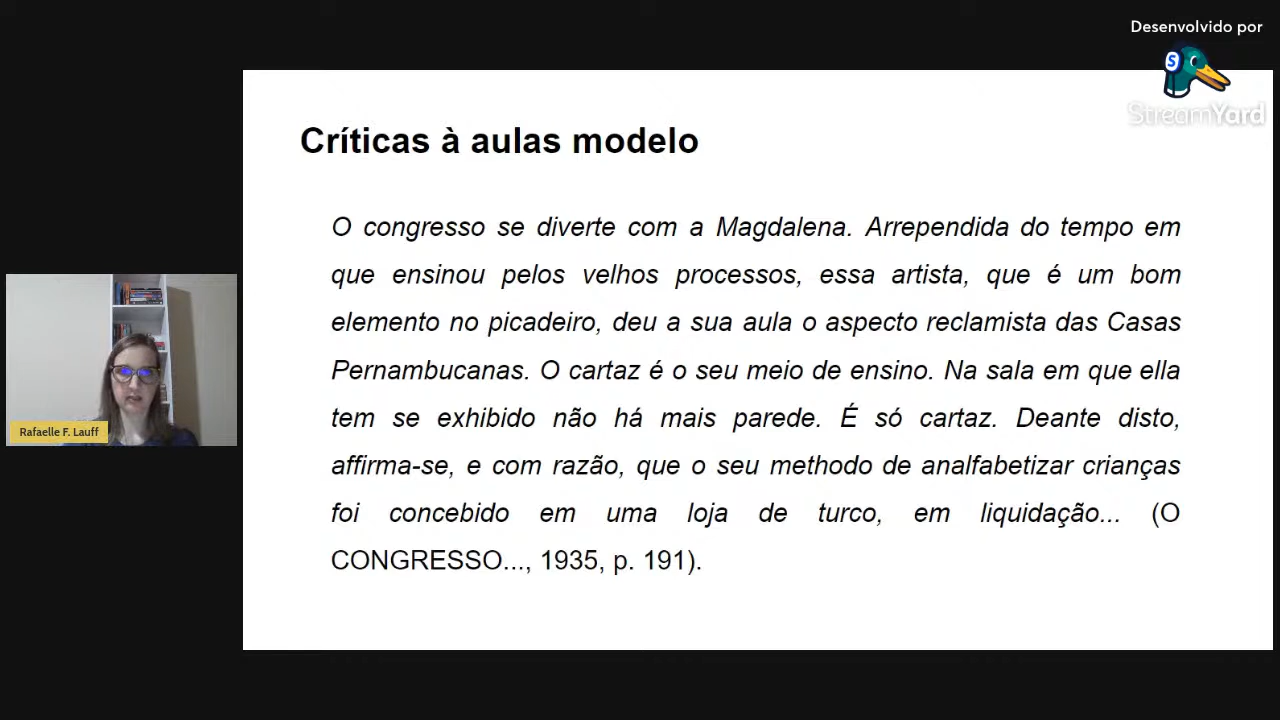 Desenvolvido por
StreamYard
Críticas à aulas modelo
O congresso se diverte com a Magdalena. Arrependida do tempo em
que ensinou pelos velhos processos, essa artista, que é um bom
elemento no picadeiro, deu a sua aula o aspecto reclamista das Casas
Pernambucanas. O cartaz é o seu meio de ensino. Na sala em que ella
tem se exhibido não há mais parede. É só cartaz. Deante disto,
affirma-se, e com razão, que o seu methodo de analfabetizar crianças
foi concebido em uma loja de turco, em liquidação... (O
CONGRESSO..., 1935, p. 191).
Rafaelle F. Lauff